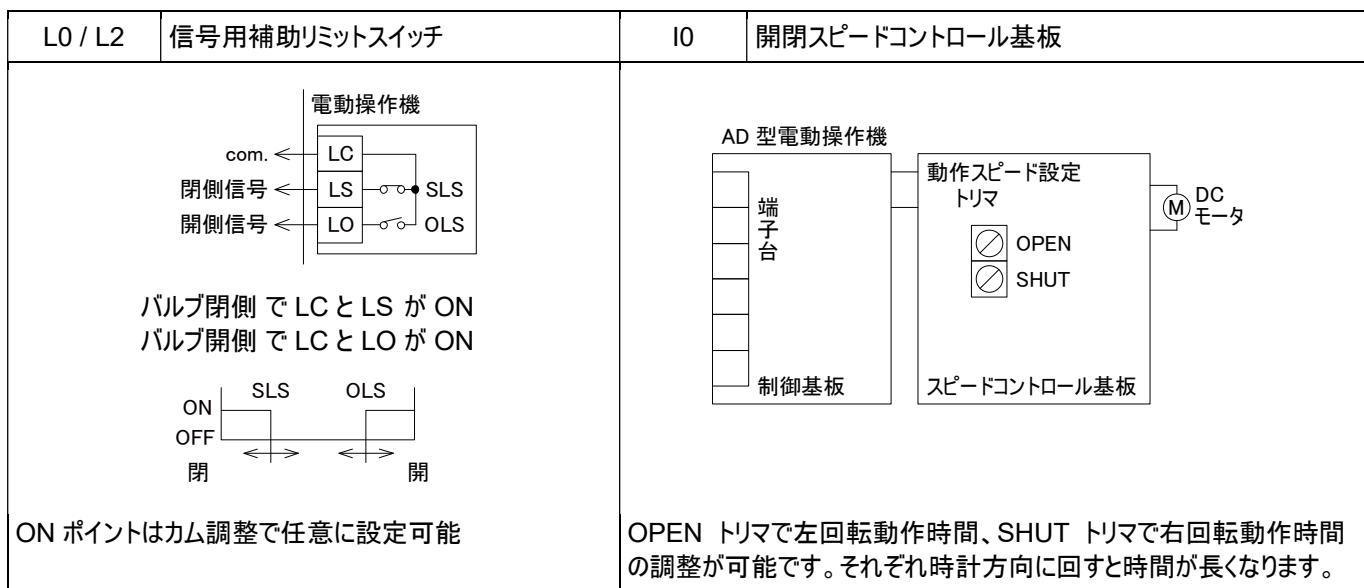 L0 / L2 信号用補助リミットスイッチ
電動操作機
com. LC
閉側信号 LS SLS
開側信号 LO OLS
バルブ閉側 で LC と LS が ON
バルブ開側 で LC と LO が ON
SLS OLS
ON
OFF
閉 開
ON ポイントはカム調整で任意に設定可能
I0 開閉スピードコントロール基板
AD 型電動操作機
端子台
制御基板
動作スピード設定
トリマ
OPEN
SHUT
スピードコントロール基板
M
DC
モータ
OPEN トリマで左回転動作時間、SHUT トリマで右回転動作時間
の調整が可能です。それぞれ時計方向に回すと時間が長くなります。